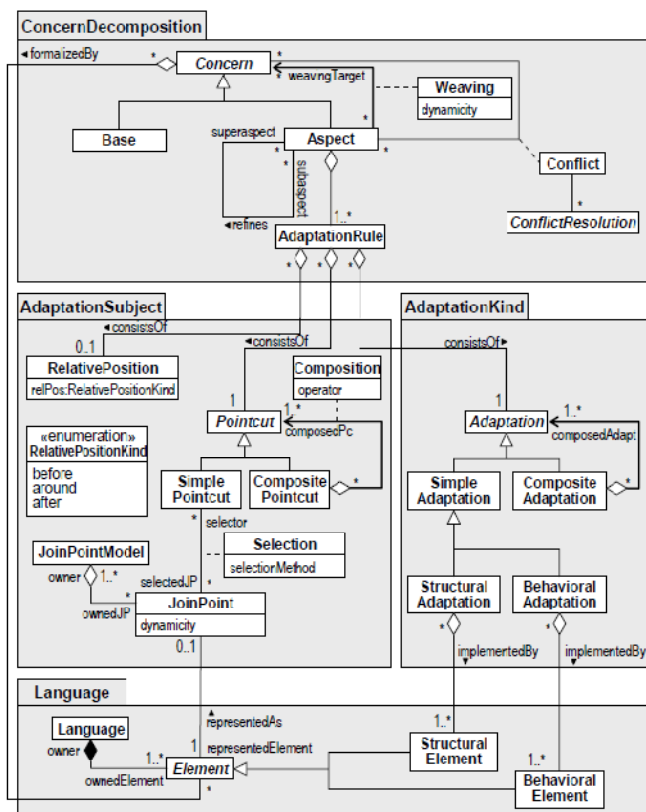 ConcernDecomposition
◄formalizedBy
*
Concern
*
*
weavingTarget
Weaving
dynamicity
Base
superaspect
Aspect
*
*
*
*
subaspect
Conflict
*
1..*
◄refines
ConflictResolution
AdaptationRule
*
*
*
AdaptationSubject
AdaptationKind
◄consistsOf
◄consistsOf
consistsOf►
0..1
RelativePosition
relPos:RelativePositionKind
Composition
operator
1
1..*
1
1..*
Pointcut
composedPc
Adaptation
composedAdapt
«enumeration»
RelativePositionKind
before
around
after
Simple
Pointcut
Composite
Pointcut
*
Simple
Adaptation
Composite
Adaptation
*
*
selector
Selection
selectionMethod
JoinPointModel
owner
1..*
selectedJP
*
*
ownedJP
JoinPoint
dynamicity
0..1
Structural
Adaptation
Behavioral
Adaptation
*
*
implementedBy
implementedBy
Language
representedAs
Language
owner
1..*
1
representedElement
1..*
ownedElement
Element
*
Structural
Element
1..*
Behavioral
Element